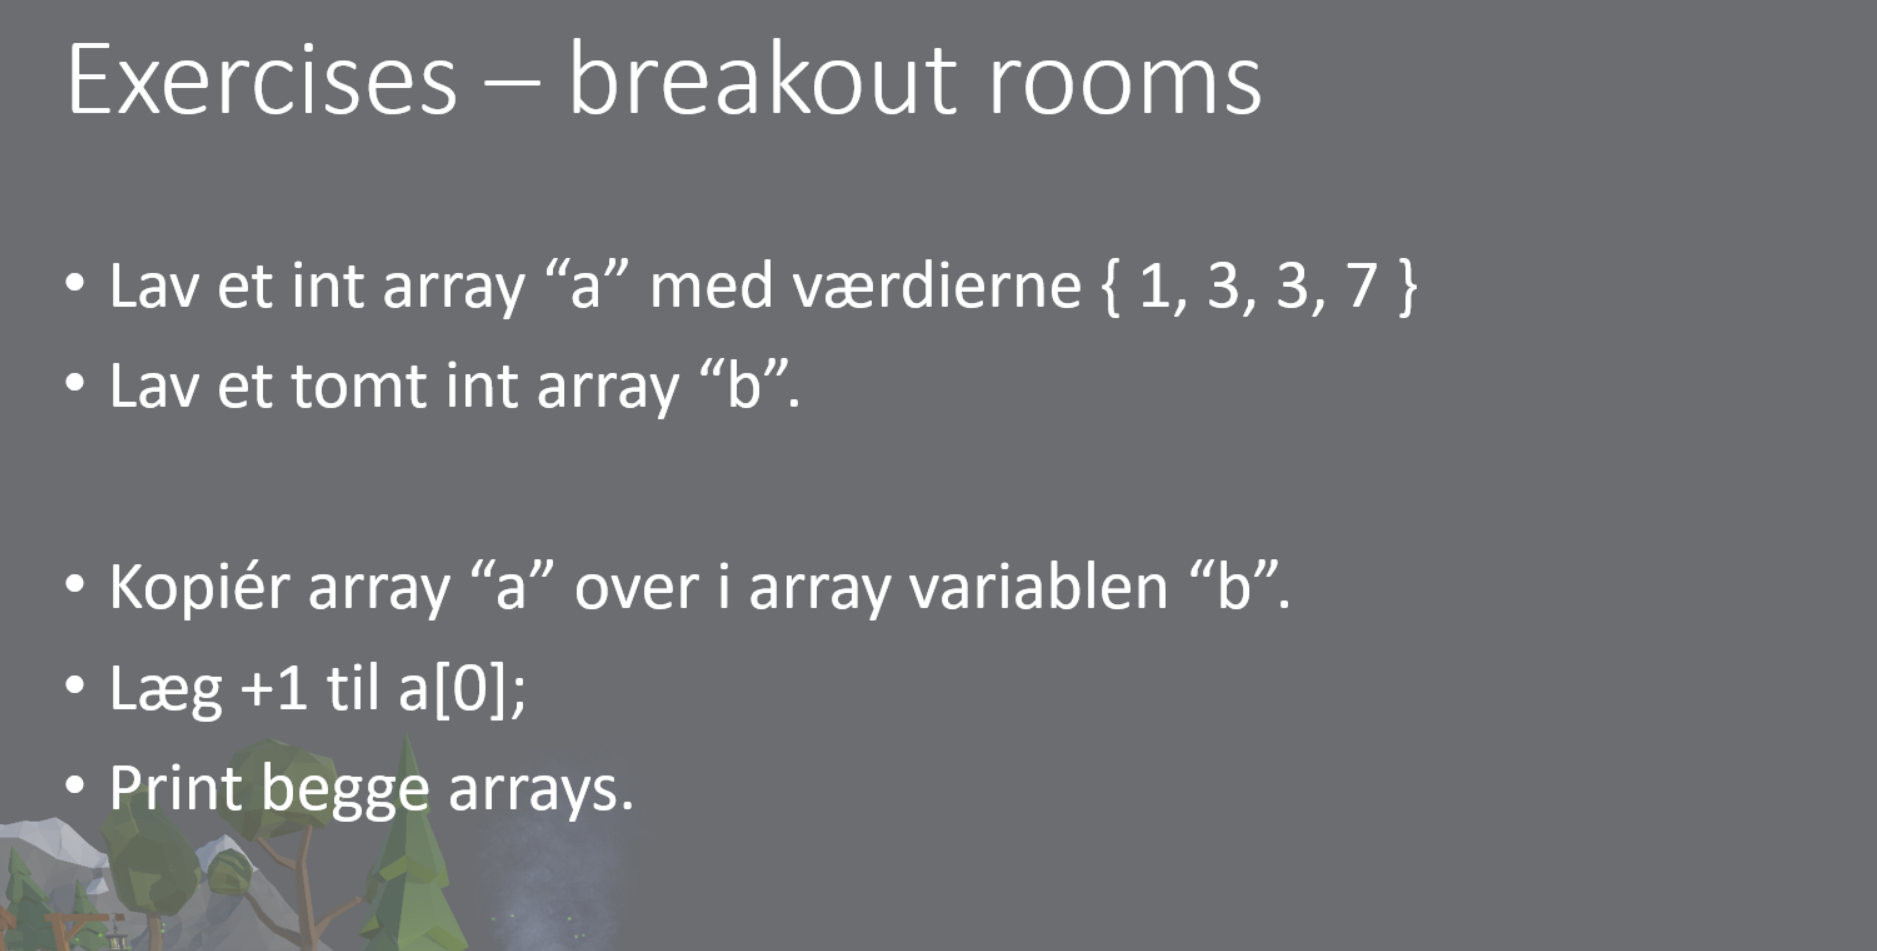 Exercises – breakout rooms
• Lav et int array “a” med værdierne { 1, 3, 3, 7 }
• Lav et tomt int array “b”.
• Kopiér array “a” over i array variablen “b”.
• Læg +1 til a[0];
• Print begge arrays.